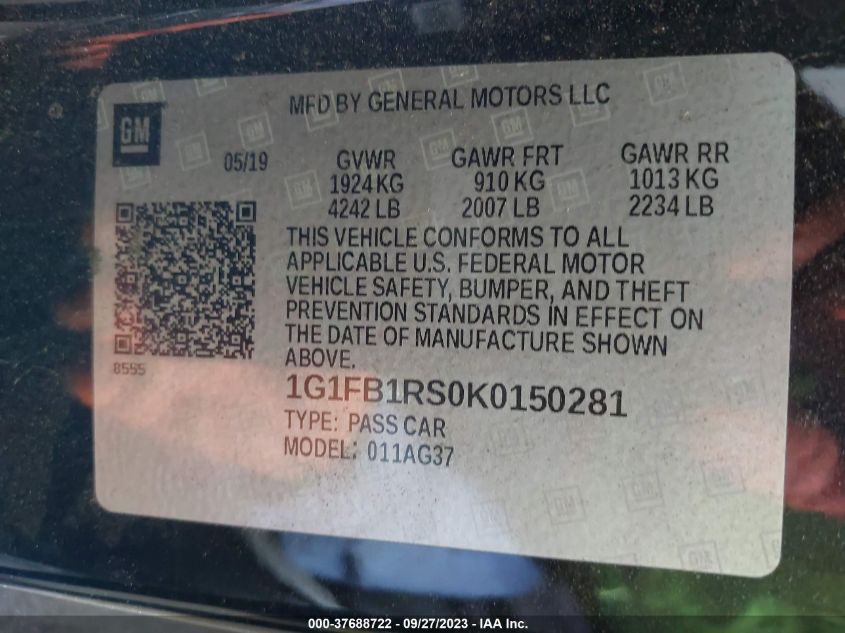 MFD BY GENERAL MOTORS LLC
GM
05/19
GVWR GAWR FRT GAWR RR
1924 KG 910 KG 1013 KG
4242 LB 2007 LB 2234 LB
THIS VEHICLE CONFORMS TO ALL
APPLICABLE U.S. FEDERAL MOTOR
VEHICLE SAFETY, BUMPER, AND THEFT
PREVENTION STANDARDS IN EFFECT ON
THE DATE OF MANUFACTURE SHOWN
ABOVE.
8555
1G1FB1RS0K0150281
TYPE: PASS CAR
MODEL: 011AG37
000-37688722 - 09/27/2023 - IAA Inc.